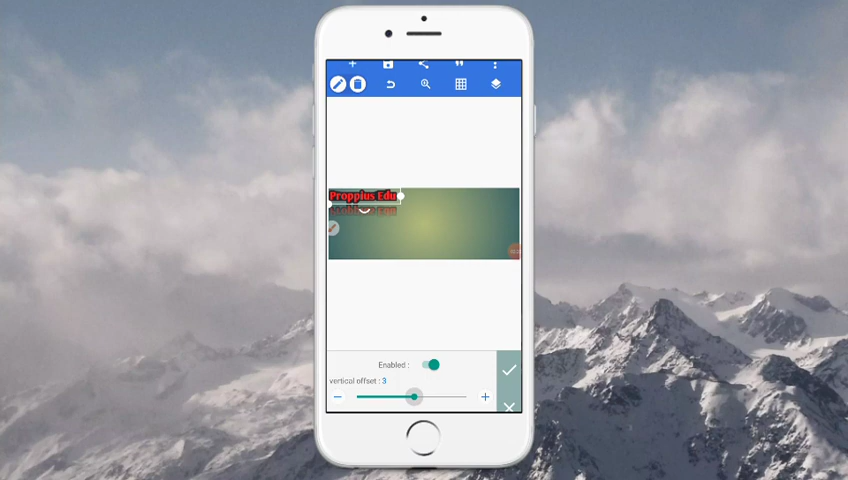 Proppius Edu
Enabled :
vertical offset : 3